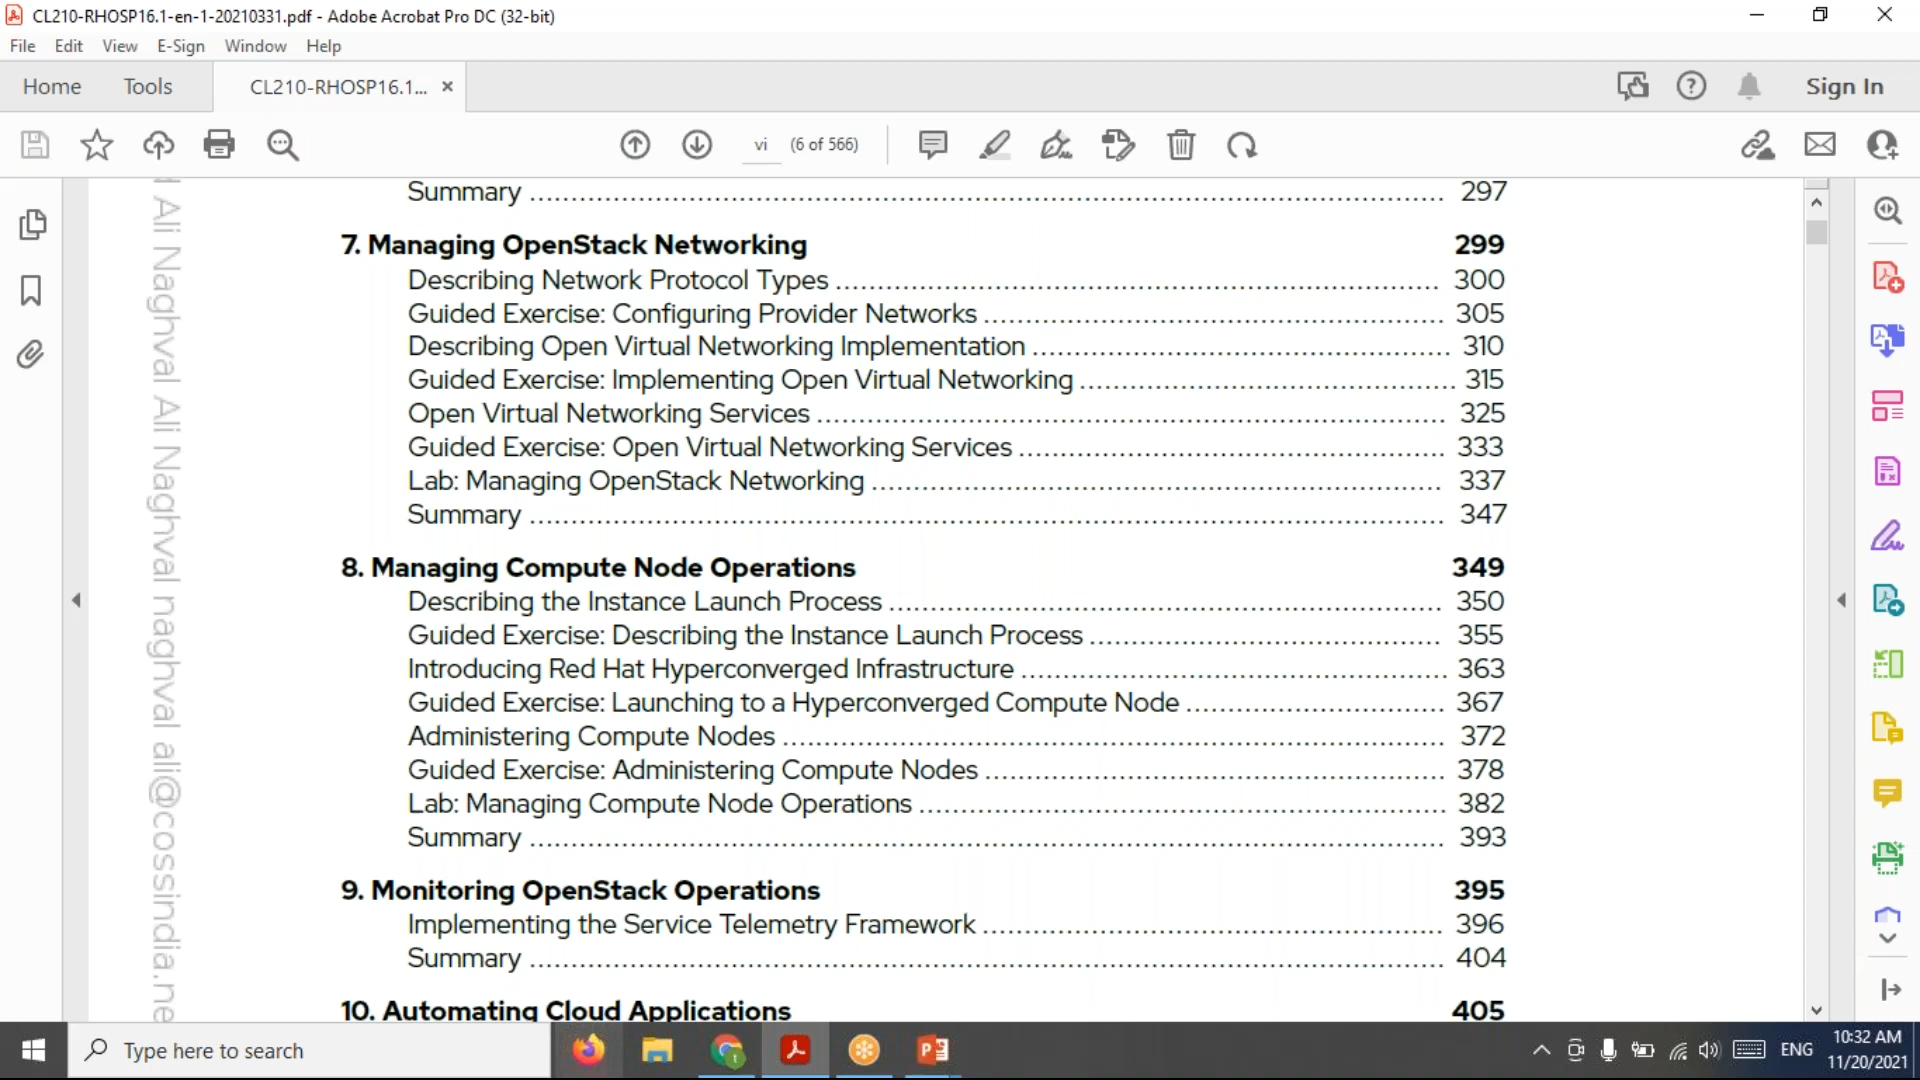 CL210-RHOSP16.1-en-1-20210331.pdf - Adobe Acrobat Pro DC (32-bit)
File Edit View E-Sign Window Help
Home Tools CL210-RHOSP16.1... × Sign In
vi (6 of 566)
Summary ........ 297
7. Managing OpenStack Networking 299
Describing Network Protocol Types ........ 300
Guided Exercise: Configuring Provider Networks ........ 305
Describing Open Virtual Networking Implementation ........ 310
Guided Exercise: Implementing Open Virtual Networking ........ 315
Open Virtual Networking Services ........ 325
Guided Exercise: Open Virtual Networking Services ........ 333
Lab: Managing OpenStack Networking ........ 337
Summary ........ 347
8. Managing Compute Node Operations 349
Describing the Instance Launch Process ........ 350
Guided Exercise: Describing the Instance Launch Process ........ 355
Introducing Red Hat Hyperconverged Infrastructure ........ 363
Guided Exercise: Launching to a Hyperconverged Compute Node ........ 367
Administering Compute Nodes ........ 372
Guided Exercise: Administering Compute Nodes ........ 378
Lab: Managing Compute Node Operations ........ 382
Summary ........ 393
9. Monitoring OpenStack Operations 395
Implementing the Service Telemetry Framework ........ 396
Summary ........ 404
10. Automating Cloud Applications 405
Ali Naghval Ali Naghval naghval ali@cossindia.ne
Type here to search
ENG
10:32 AM
11/20/2021